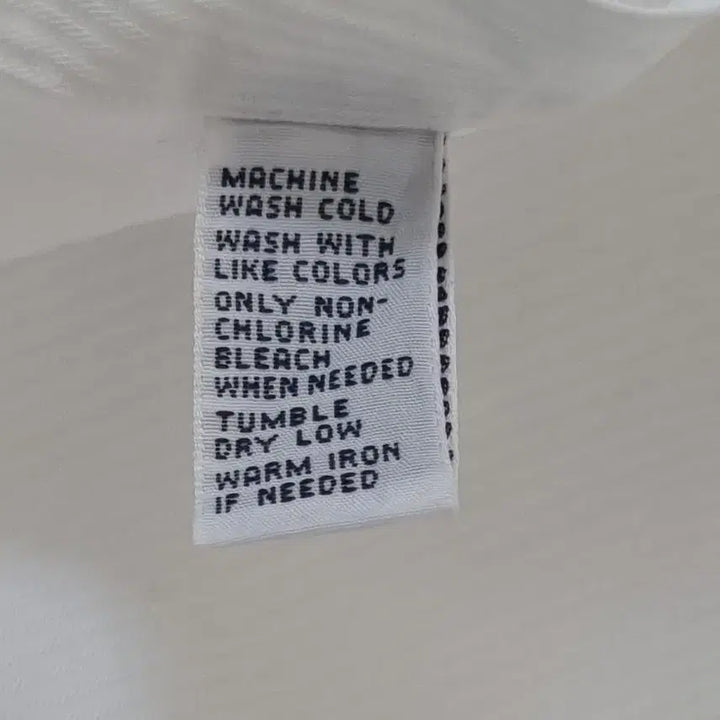 MACHINE
WASH COLD
WASH WITH
LIKE COLORS
ONLY NON-
CHLORINE
BLEACH
WHEN NEEDED
TUMBLE
DRY LOW
WARM IRON
IF NEEDED